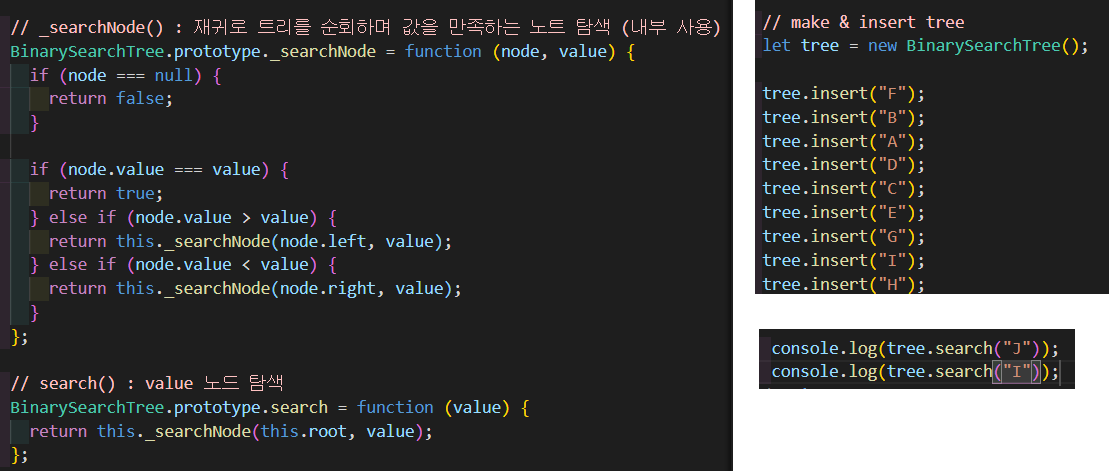 // _searchNode() : 재귀로 트리를 순회하며 값을 만족하는 노트 탐색 (내부 사용)
BinarySearchTree.prototype._searchNode = function (node, value) {
if (node === null) {
return false;
}
if (node.value === value) {
return true;
} else if (node.value > value) {
return this._searchNode(node.left, value);
} else if (node.value < value) {
return this._searchNode(node.right, value);
}
};
// search() : value 노드 탐색
BinarySearchTree.prototype.search = function (value) {
return this._searchNode(this.root, value);
};
// make & insert tree
let tree = new BinarySearchTree();
tree.insert("F");
tree.insert("B");
tree.insert("A");
tree.insert("D");
tree.insert("C");
tree.insert("E");
tree.insert("G");
tree.insert("I");
tree.insert("H");
console.log(tree.search("J"));
console.log(tree.search("I"));